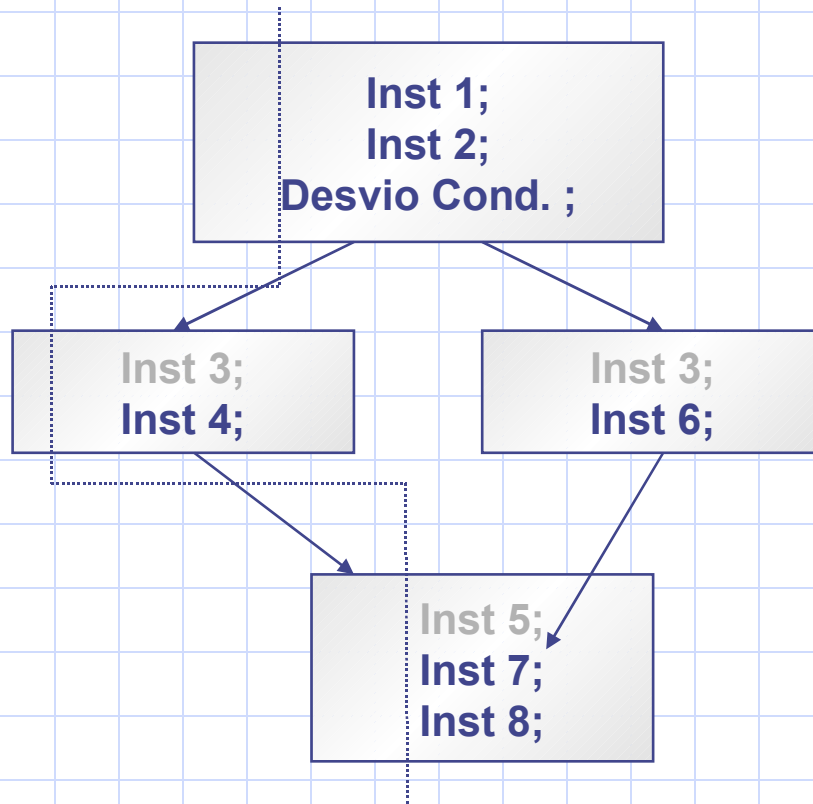 Inst 1;
Inst 2;
Desvio Cond. ;
Inst 3;
Inst 4;
Inst 3;
Inst 6;
Inst 5;
Inst 7;
Inst 8;